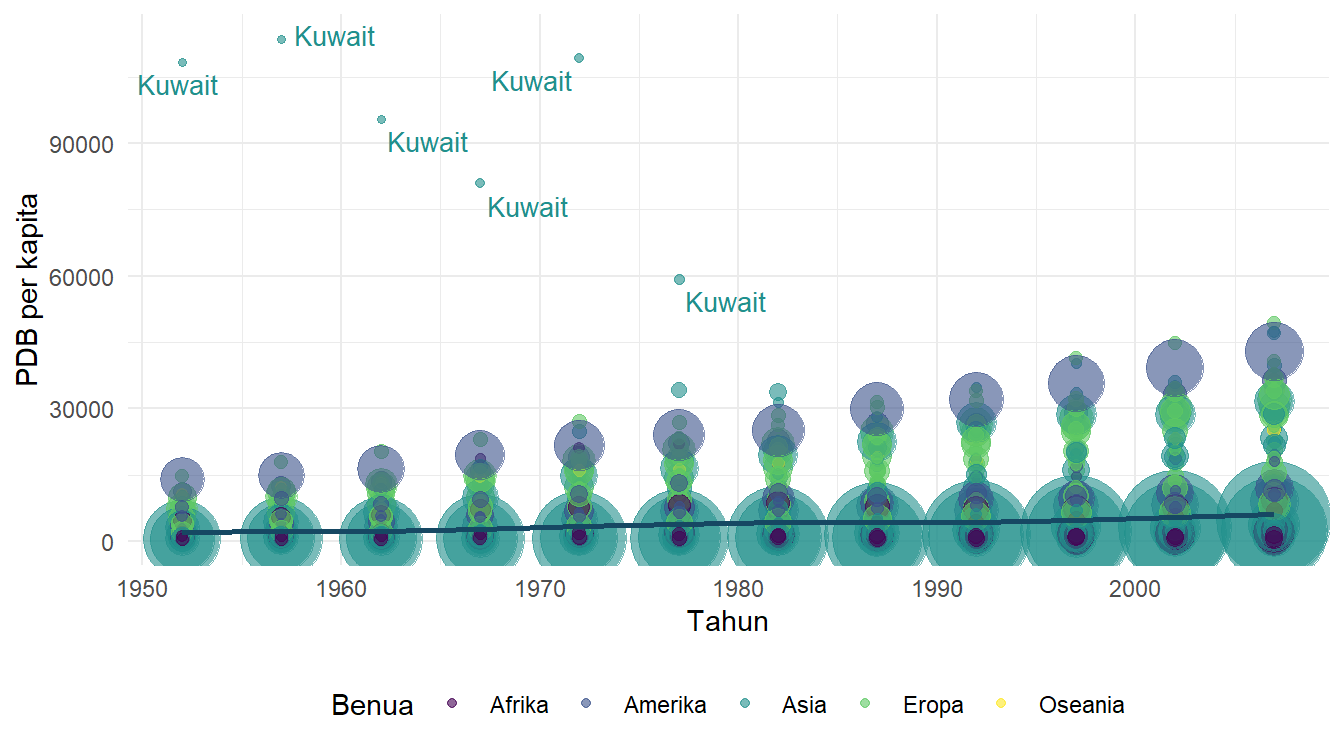 Kuwait
Kuwait
Kuwait
Kuwait
Kuwait
Kuwait
PDB per kapita
90000
60000
30000
0
1950 1960 1970 1980 1990 2000
Tahun
Benua Afrika Amerika Asia Eropa Oseania